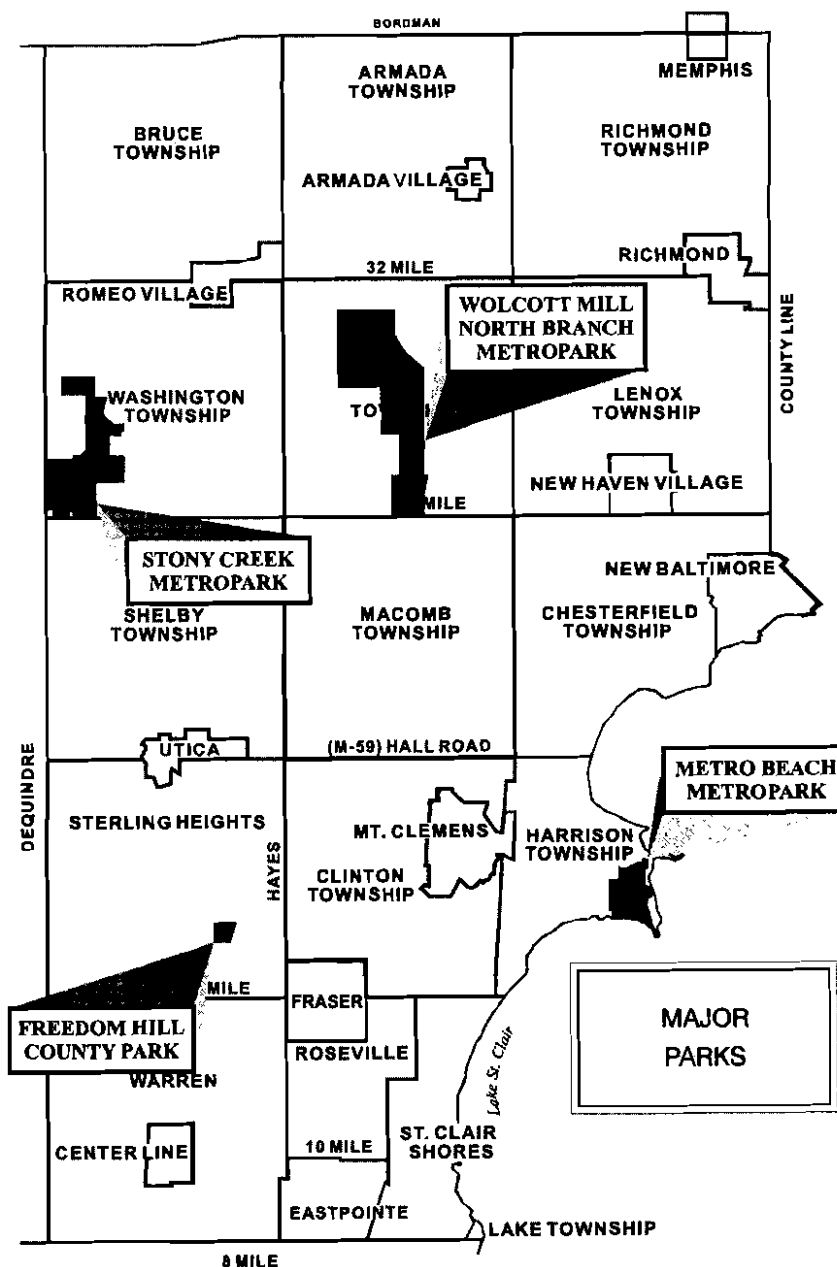 BORDMAN
MEMPHIS
ARMADA
TOWNSHIP
BRUCE
TOWNSHIP
RICHMOND
TOWNSHIP
ARMADA VILLAGE
RICHMOND
32 MILE
ROMEO VILLAGE
WOLCOTT MILL
NORTH BRANCH
METROPARK
COUNTY LINE
WASHINGTON
TOWNSHIP
LENOX
TOWNSHIP
NEW HAVEN VILLAGE
MILE
STONY CREEK
METROPARK
NEW BALTIMORE
SHELBY
TOWNSHIP
MACOMB
TOWNSHIP
CHESTERFIELD
TOWNSHIP
UTICA
(M-59) HALL ROAD
DEQUINDRE
METRO BEACH
METROPARK
STERLING HEIGHTS
HAYES
MT. CLEMENS
HARRISON
TOWNSHIP
CLINTON
TOWNSHIP
MILE
FRASER
FREEDOM HILL
COUNTY PARK
MAJOR
PARKS
ROSEVILLE
Lake St. Clair
WARREN
CENTER LINE
10 MILE
ST. CLAIR
SHORES
EASTPOINTE
LAKE TOWNSHIP
8 MILE